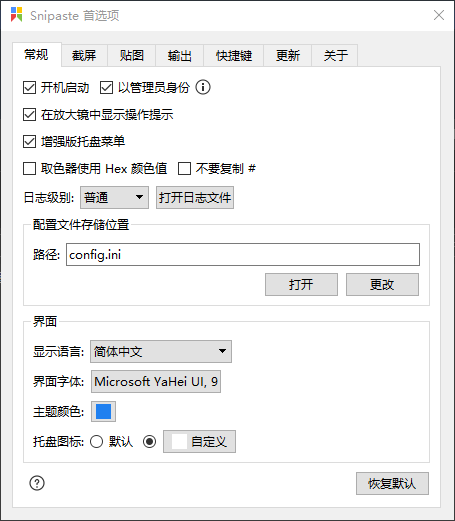 Snipaste 首选项
常规 截屏 贴图 输出 快捷键 更新 关于
开机启动 以管理员身份
在放大镜中显示操作提示
增强版托盘菜单
取色器使用 Hex 颜色值 不要复制 #
日志级别: 普通 打开日志文件
配置文件存储位置
路径: config.ini
打开 更改
界面
显示语言: 简体中文
界面字体: Microsoft YaHei UI, 9
主题颜色:
托盘图标: 默认 自定义
恢复默认